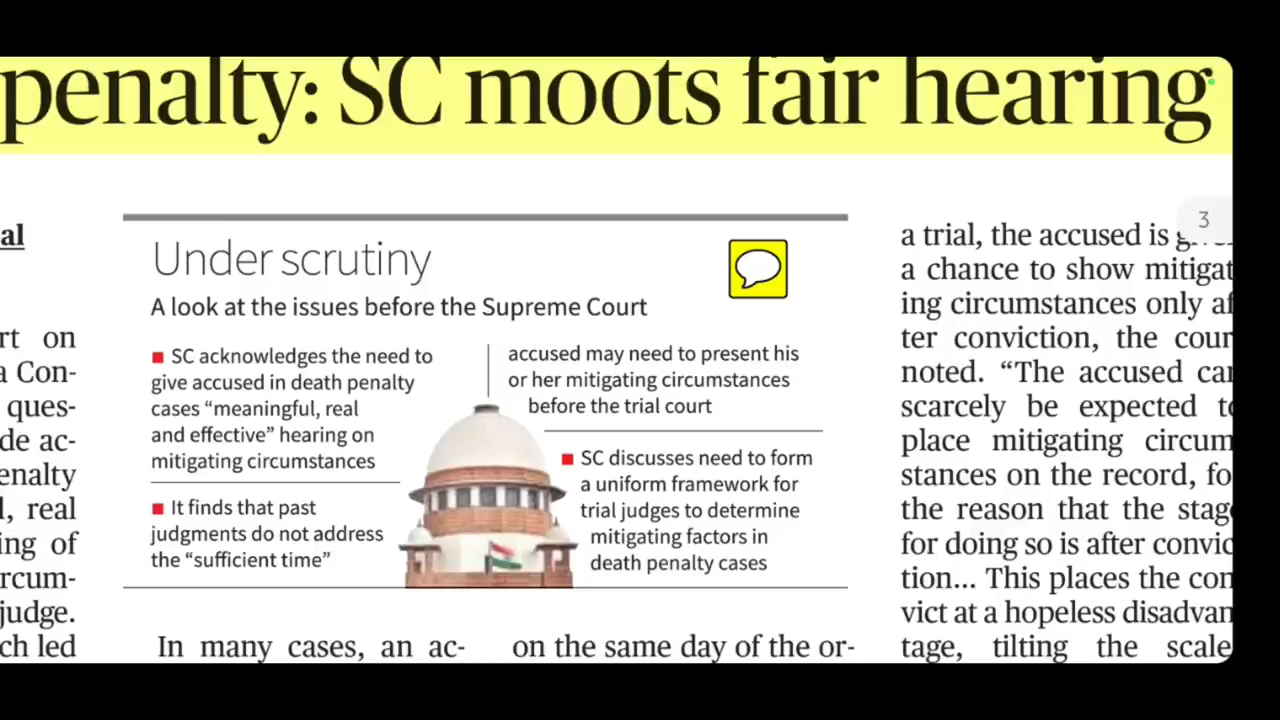 penalty: SC moots fair hearing
3
al
rt on
a Con-
ques-
de ac-
enalty
l, real
ing of
rcum-
judge.
ch led
Under scrutiny
A look at the issues before the Supreme Court
SC acknowledges the need to
give accused in death penalty
cases “meaningful, real
and effective” hearing on
mitigating circumstances
It finds that past
judgments do not address
the “sufficient time”
accused may need to present his
or her mitigating circumstances
before the trial court
SC discusses need to form
a uniform framework for
trial judges to determine
mitigating factors in
death penalty cases
In many cases, an ac-
on the same day of the or-
a trial, the accused is
a chance to show mitigat
ing circumstances only af
ter conviction, the cour
noted. “The accused can
scarcely be expected to
place mitigating circum
stances on the record, fo
the reason that the stage
for doing so is after convic
tion... This places the con
vict at a hopeless disadvan
tage, tilting the scale